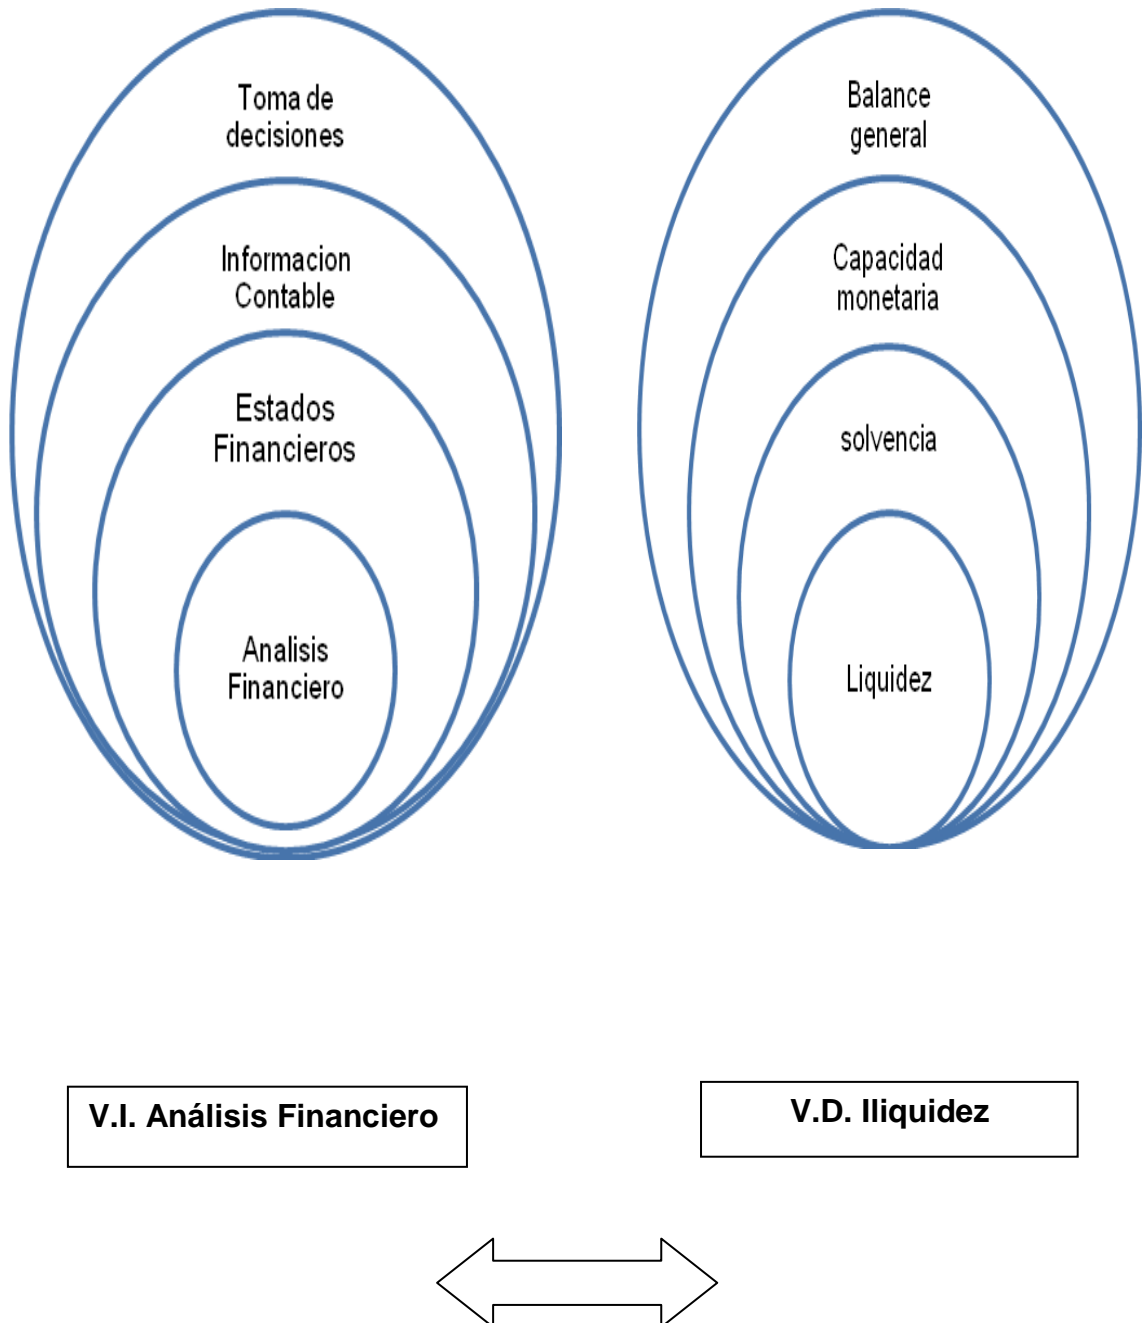 Toma de
decisiones
Informacion
Contable
Estados
Financieros
Analisis
Financiero
Balance
general
Capacidad
monetaria
solvencia
Liquidez
V.I. Análisis Financiero
V.D. Iliquidez